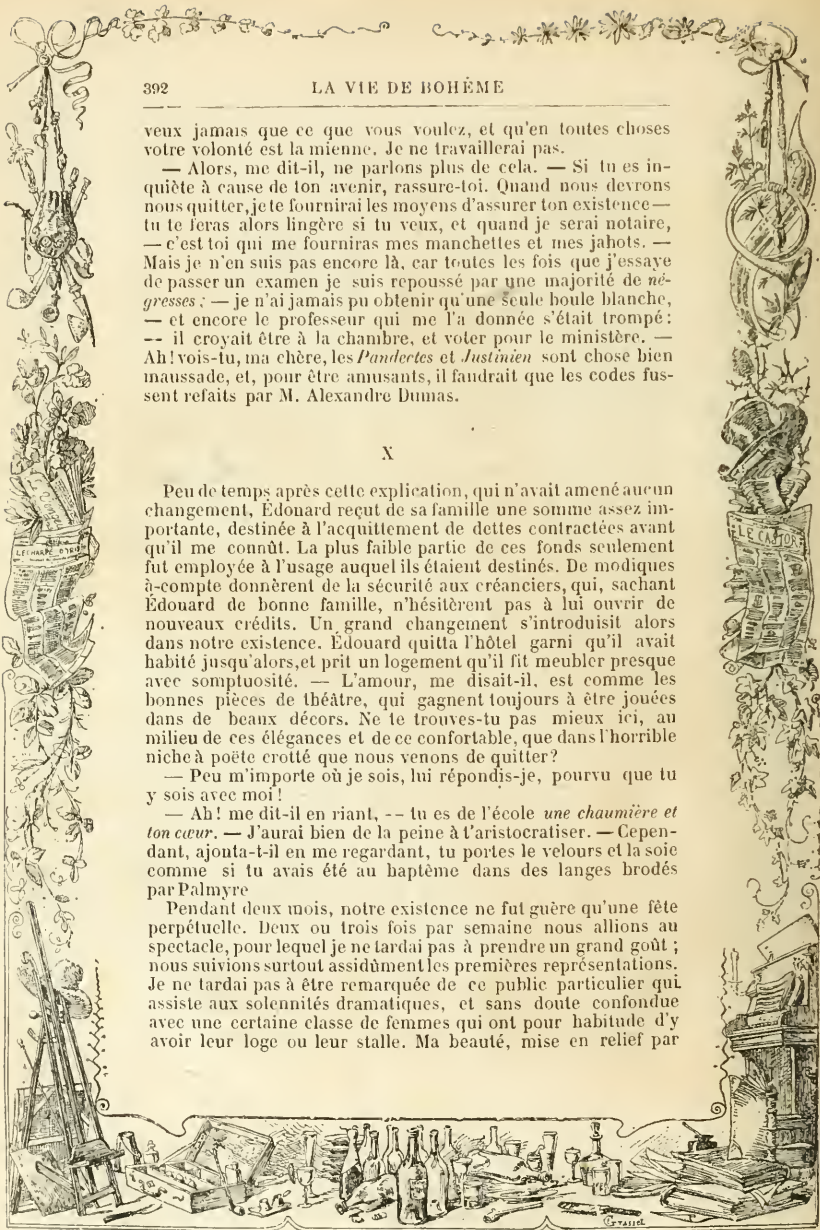 392 LA VIE DE BOHÈME
veux jamais que ce que vous voulez, et qu'en toutes choses
votre volonté est la mienne. Je ne travaillerai pas.
— Alors, me dit-il, ne parlons plus de cela. — Si tu es in-
quiète à cause de ton avenir, rassure-toi. Quand nous devrons
nous quitter, je te fournirai les moyens d'assurer ton existence —
tu te feras alors lingère si tu veux, et quand je serai notaire,
— c'est toi qui me fourniras mes manchettes et mes jabots. —
Mais je n'en suis pas encore là, car toutes les fois que j'essaye
de passer un examen je suis repoussé par une majorité de né-
gresses ; — je n'ai jamais pu obtenir qu'une seule boule blanche,
— et encore le professeur qui me l'a donnée s'était trompé :
-- il croyait être à la chambre, et voter pour le ministère. —
Ah! vois-tu, ma chère, les Pandectes et Justinien sont chose bien
maussade, et, pour être amusants, il faudrait que les codes fus-
sent refaits par M. Alexandre Dumas.
X
Peu de temps après cette explication, qui n'avait amené aucun
changement, Édouard reçut de sa famille une somme assez im-
portante, destinée à l'acquittement de dettes contractées avant
qu'il me connût. La plus faible partie de ces fonds seulement
fut employée à l'usage auquel ils étaient destinés. De modiques
à-compte donnèrent de la sécurité aux créanciers, qui, sachant
Édouard de bonne famille, n'hésitèrent pas à lui ouvrir de
nouveaux crédits. Un grand changement s'introduisit alors
dans notre existence. Édouard quitta l'hôtel garni qu'il avait
habité jusqu'alors, et prit un logement qu'il fit meubler presque
avec somptuosité. — L'amour, me disait-il, est comme les
bonnes pièces de théâtre, qui gagnent toujours à être jouées
dans de beaux décors. Ne te trouves-tu pas mieux ici, au
milieu de ces élégances et de ce confortable, que dans l'horrible
niche à poëte crotté que nous venons de quitter?
— Peu m'importe où je sois, lui répondis-je, pourvu que tu
y sois avec moi !
— Ah! me dit-il en riant, -- tu es de l'école une chaumière et
ton cœur. — J'aurai bien de la peine à t'aristocratiser. — Cepen-
dant, ajouta-t-il en me regardant, tu portes le velours et la soie
comme si tu avais été au baptème dans des langes brodés
par Palmyre
Pendant deux mois, notre existence ne fut guère qu'une fête
perpétuelle. Deux ou trois fois par semaine nous allions au
spectacle, pour lequel je ne tardai pas à prendre un grand goût ;
nous suivions surtout assidûment les premières représentations.
Je ne tardai pas à être remarquée de ce public particulier qui
assiste aux solennités dramatiques, et sans doute confondue
avec une certaine classe de femmes qui ont pour habitude d'y
avoir leur loge ou leur stalle. Ma beauté, mise en relief par
L'ECHARPE D'IRIS
LE CASTOR